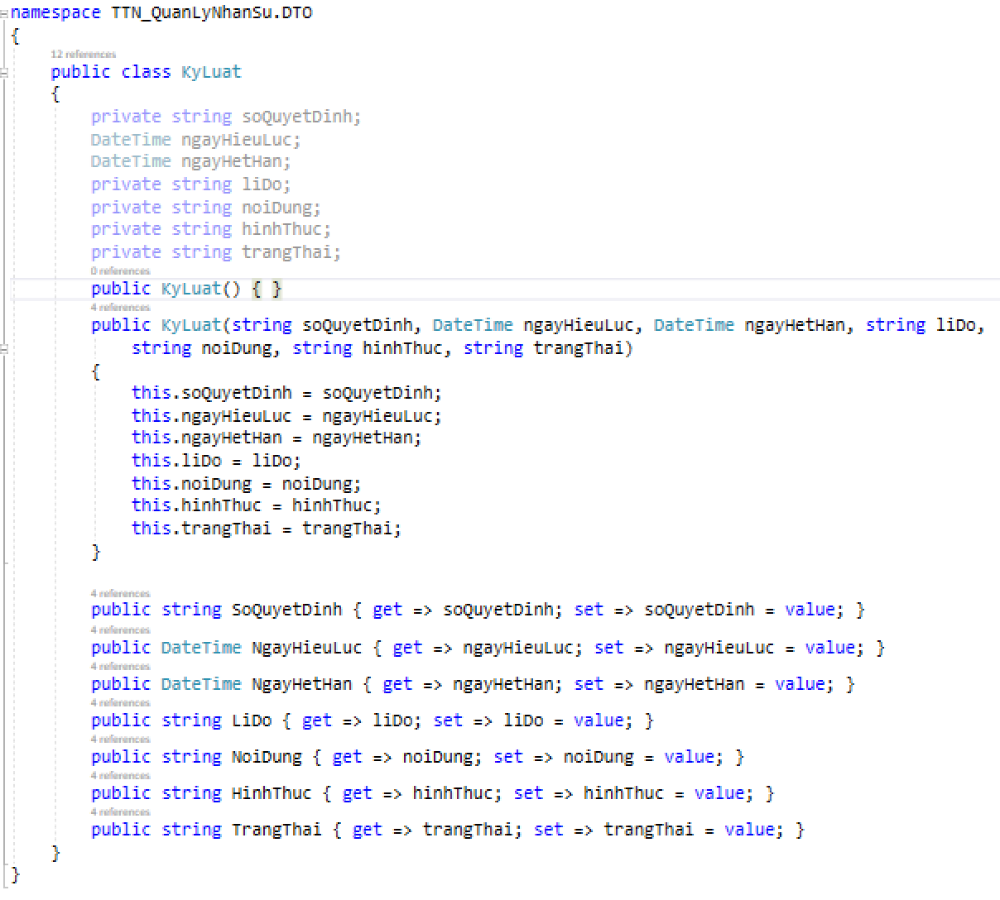 namespace TTN_QuanLyNhanSu.DTO
{
12 references
public class KyLuat
{
private string soQuyetDinh;
DateTime ngayHieuLuc;
DateTime ngayHetHan;
private string liDo;
private string noiDung;
private string hinhThuc;
private string trangThai;
0 references
public KyLuat() { }
4 references
public KyLuat(string soQuyetDinh, DateTime ngayHieuLuc, DateTime ngayHetHan, string liDo,
string noiDung, string hinhThuc, string trangThai)
{
this.soQuyetDinh = soQuyetDinh;
this.ngayHieuLuc = ngayHieuLuc;
this.ngayHetHan = ngayHetHan;
this.liDo = liDo;
this.noiDung = noiDung;
this.hinhThuc = hinhThuc;
this.trangThai = trangThai;
}
4 references
public string SoQuyetDinh { get => soQuyetDinh; set => soQuyetDinh = value; }
4 references
public DateTime NgayHieuLuc { get => ngayHieuLuc; set => ngayHieuLuc = value; }
4 references
public DateTime NgayHetHan { get => ngayHetHan; set => ngayHetHan = value; }
4 references
public string LiDo { get => liDo; set => liDo = value; }
4 references
public string NoiDung { get => noiDung; set => noiDung = value; }
4 references
public string HinhThuc { get => hinhThuc; set => hinhThuc = value; }
4 references
public string TrangThai { get => trangThai; set => trangThai = value; }
}
}